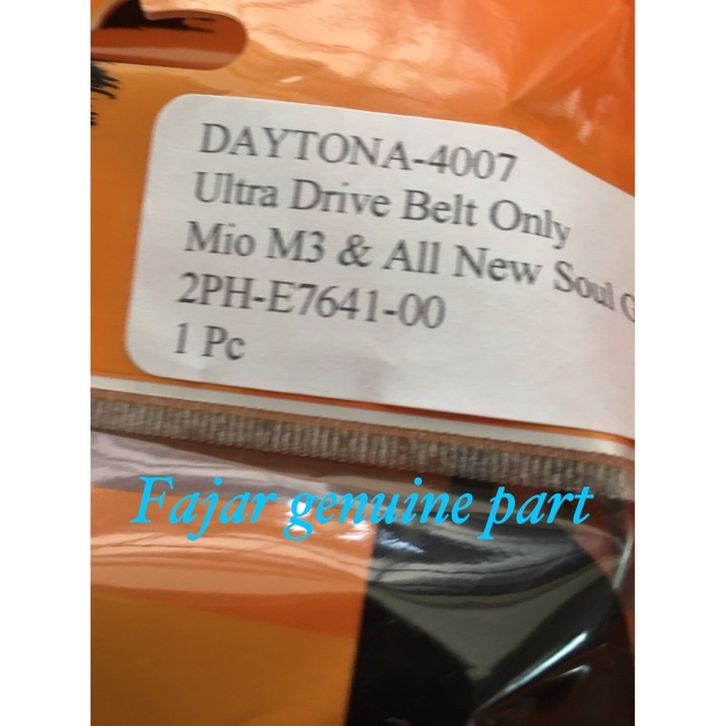 DAYTONA-4007
Ultra Drive Belt Only
Mio M3 & All New Soul G
2PH-E7641-00
1 Pc
Fajar genuine part